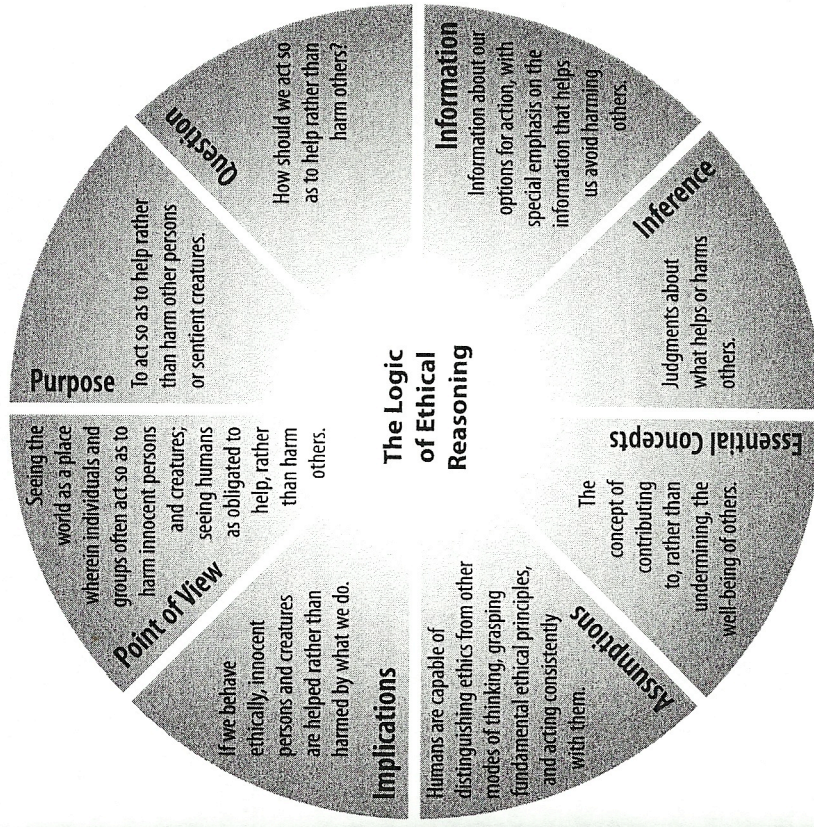 The Logic
of Ethical
Reasoning
Purpose
To act so as to help rather
than harm other persons
or sentient creatures.
Question
How should we act so
as to help rather than
harm others?
Information
Information about our
options for action, with
special emphasis on the
information that helps
us avoid harming
others.
Inference
Judgments about
what helps or harms
others.
Essential Concepts
The
concept of
contributing
to, rather than
undermining, the
well-being of others.
Assumptions
Humans are capable of
distinguishing ethics from other
modes of thinking, grasping
fundamental ethical principles,
and acting consistently
with them.
Implications
If we behave
ethically, innocent
persons and creatures
are helped rather than
harmed by what we do.
Point of View
Seeing the
world as a place
wherein individuals and
groups often act so as to
harm innocent persons
and creatures;
seeing humans
as obligated to
help, rather
than harm
others.